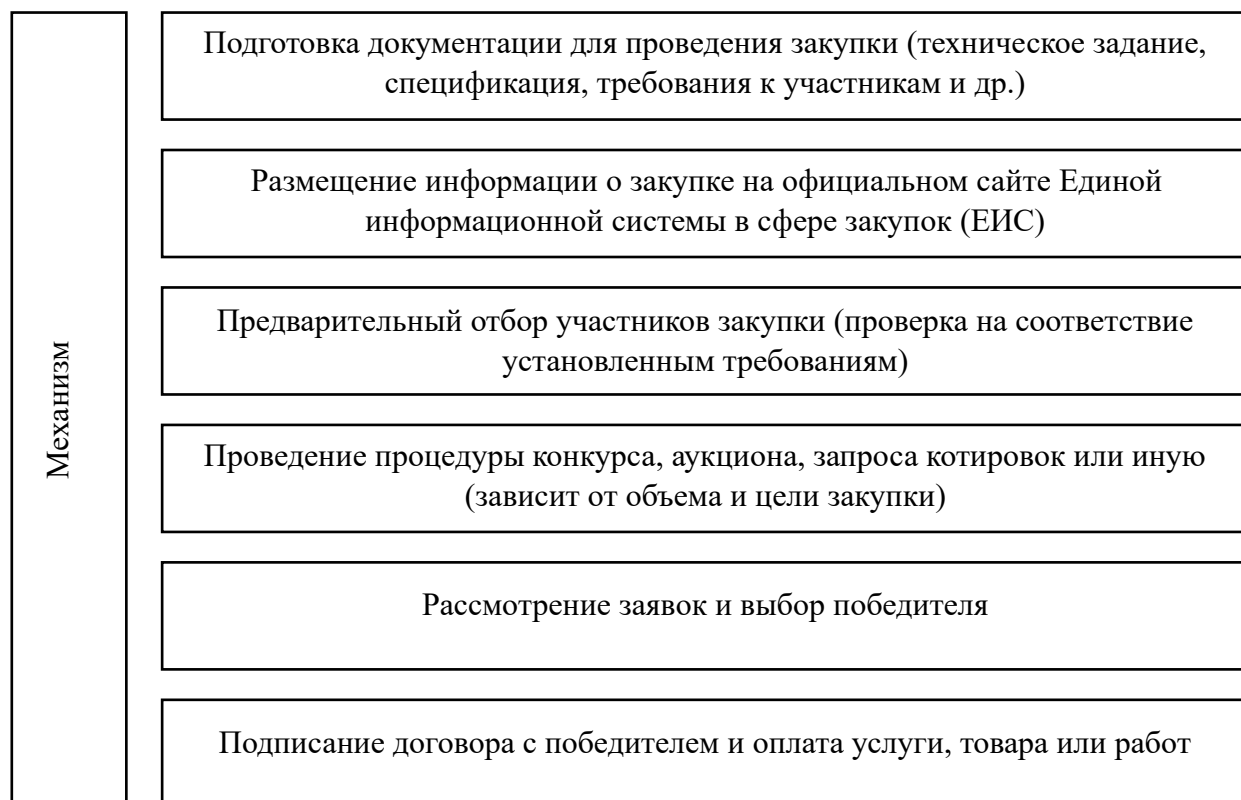 Механизм
Подготовка документации для проведения закупки (техническое задание,
спецификация, требования к участникам и др.)
Размещение информации о закупке на официальном сайте Единой
информационной системы в сфере закупок (ЕИС)
Предварительный отбор участников закупки (проверка на соответствие
установленным требованиям)
Проведение процедуры конкурса, аукциона, запроса котировок или иную
(зависит от объема и цели закупки)
Рассмотрение заявок и выбор победителя
Подписание договора с победителем и оплата услуги, товара или работ